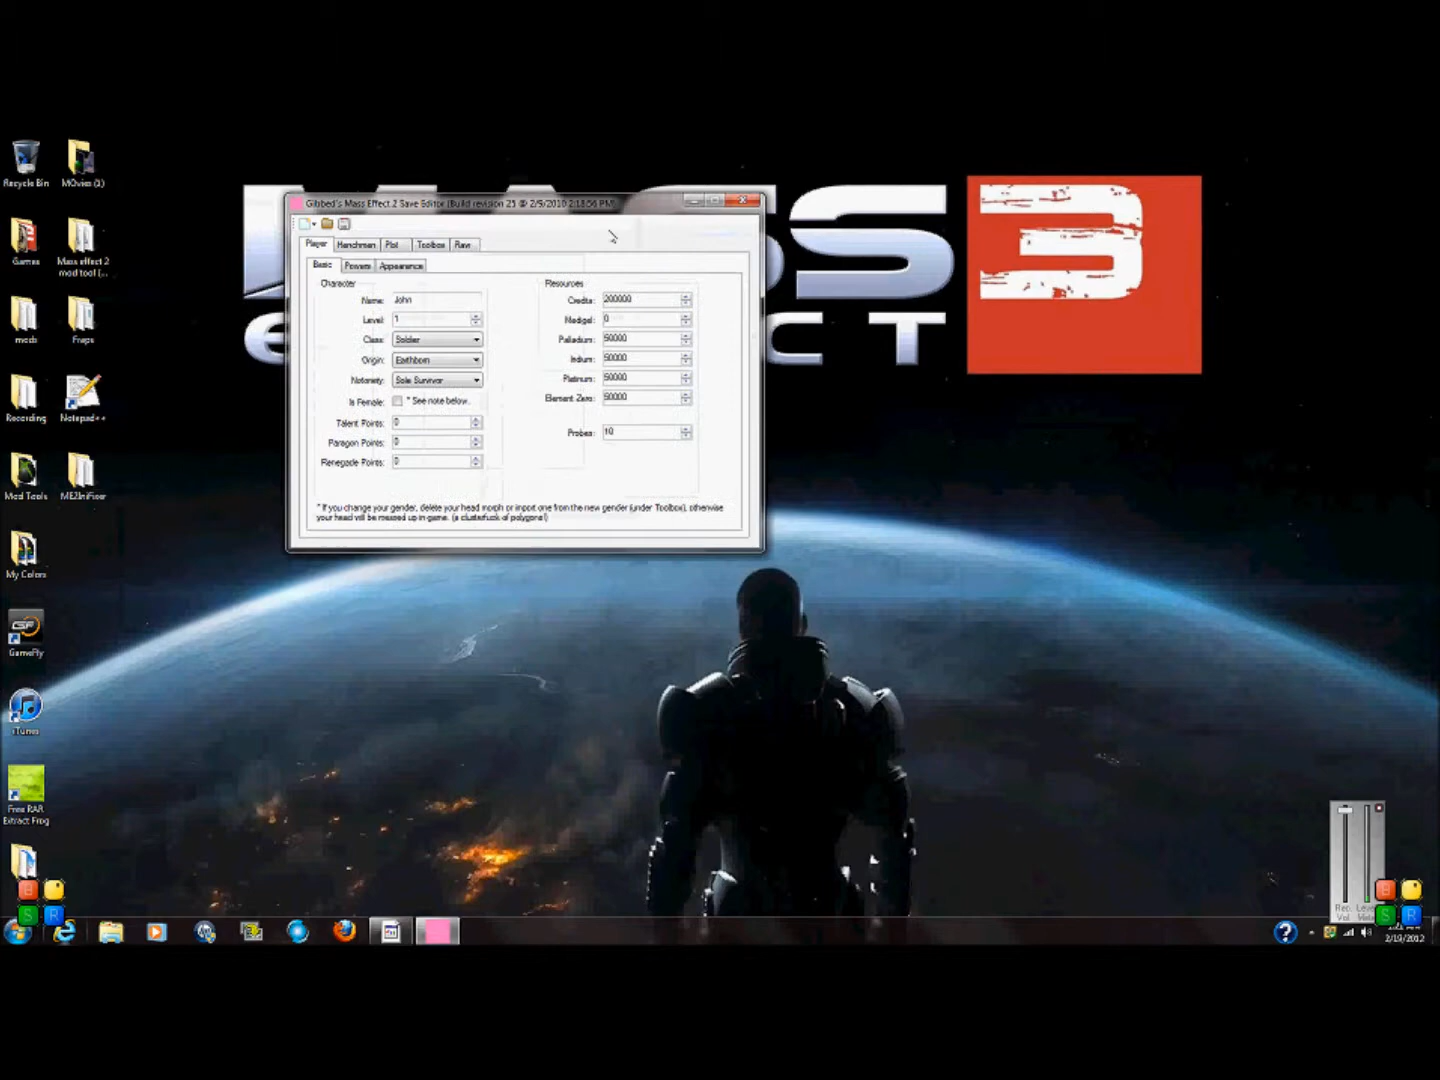 Recycle Bin
MOvies (1)
Games
Mass effect 2
mod tool (...
mods
Fraps
Recording
Notepad++
Mod Tools
ME2IniFixer
My Colors
GameFly
iTunes
Free RAR
Extract Frog
Gibbed's Mass Effect 2 Save Editor (Build revision 25 @ 2/9/2010 2:18:56 PM)
Player Henchmen Plot Toolbox Raw
Basic Powers Appearance
Character
Name: John
Level: 1
Class: Soldier
Origin: Earthborn
Notoriety: Sole Survivor
Is Female: * See note below.
Talent Points: 0
Paragon Points: 0
Renegade Points: 0
Resources
Credits: 200000
Medigel: 0
Palladium: 50000
Iridium: 50000
Platinum: 50000
Element Zero: 50000
Probes: 10
* If you change your gender, delete your head morph or import one from the new gender (under Toolbox), otherwise
your head will be messed up in-game. (a clusterfuck of polygons!)
SS 3
E CT
Rec. Vol
2/19/2012